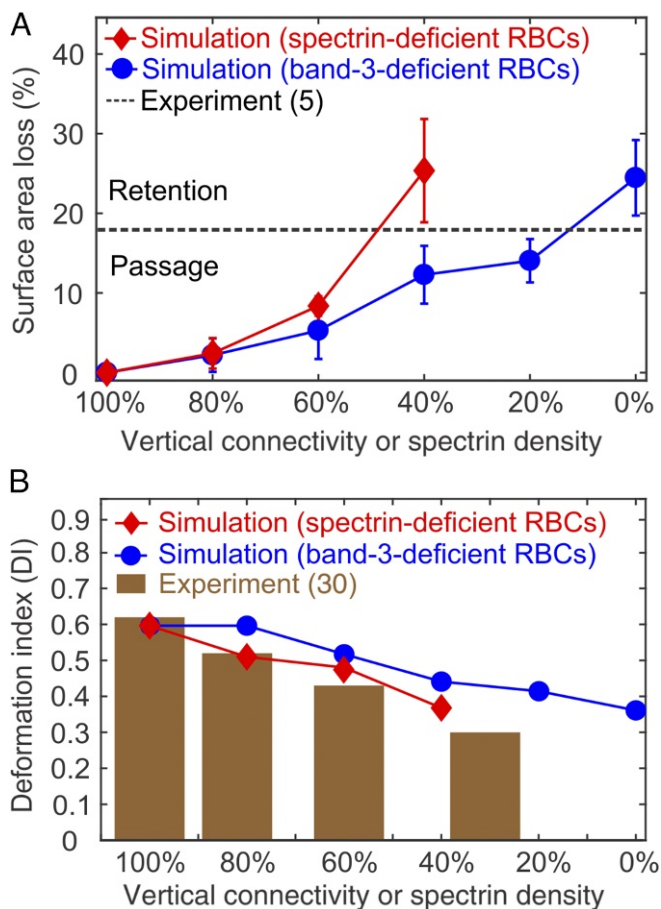 A
Simulation (spectrin-deficient RBCs)
Simulation (band-3-deficient RBCs)
Experiment (5)
Retention
Passage
Surface area loss (%)
40
30
20
10
0
100% 80% 60% 40% 20% 0%
Vertical connectivity or spectrin density
B
Simulation (spectrin-deficient RBCs)
Simulation (band-3-deficient RBCs)
Experiment (30)
Deformation index (DI)
0.9
0.8
0.7
0.6
0.5
0.4
0.3
0.2
0.1
0
100% 80% 60% 40% 20% 0%
Vertical connectivity or spectrin density